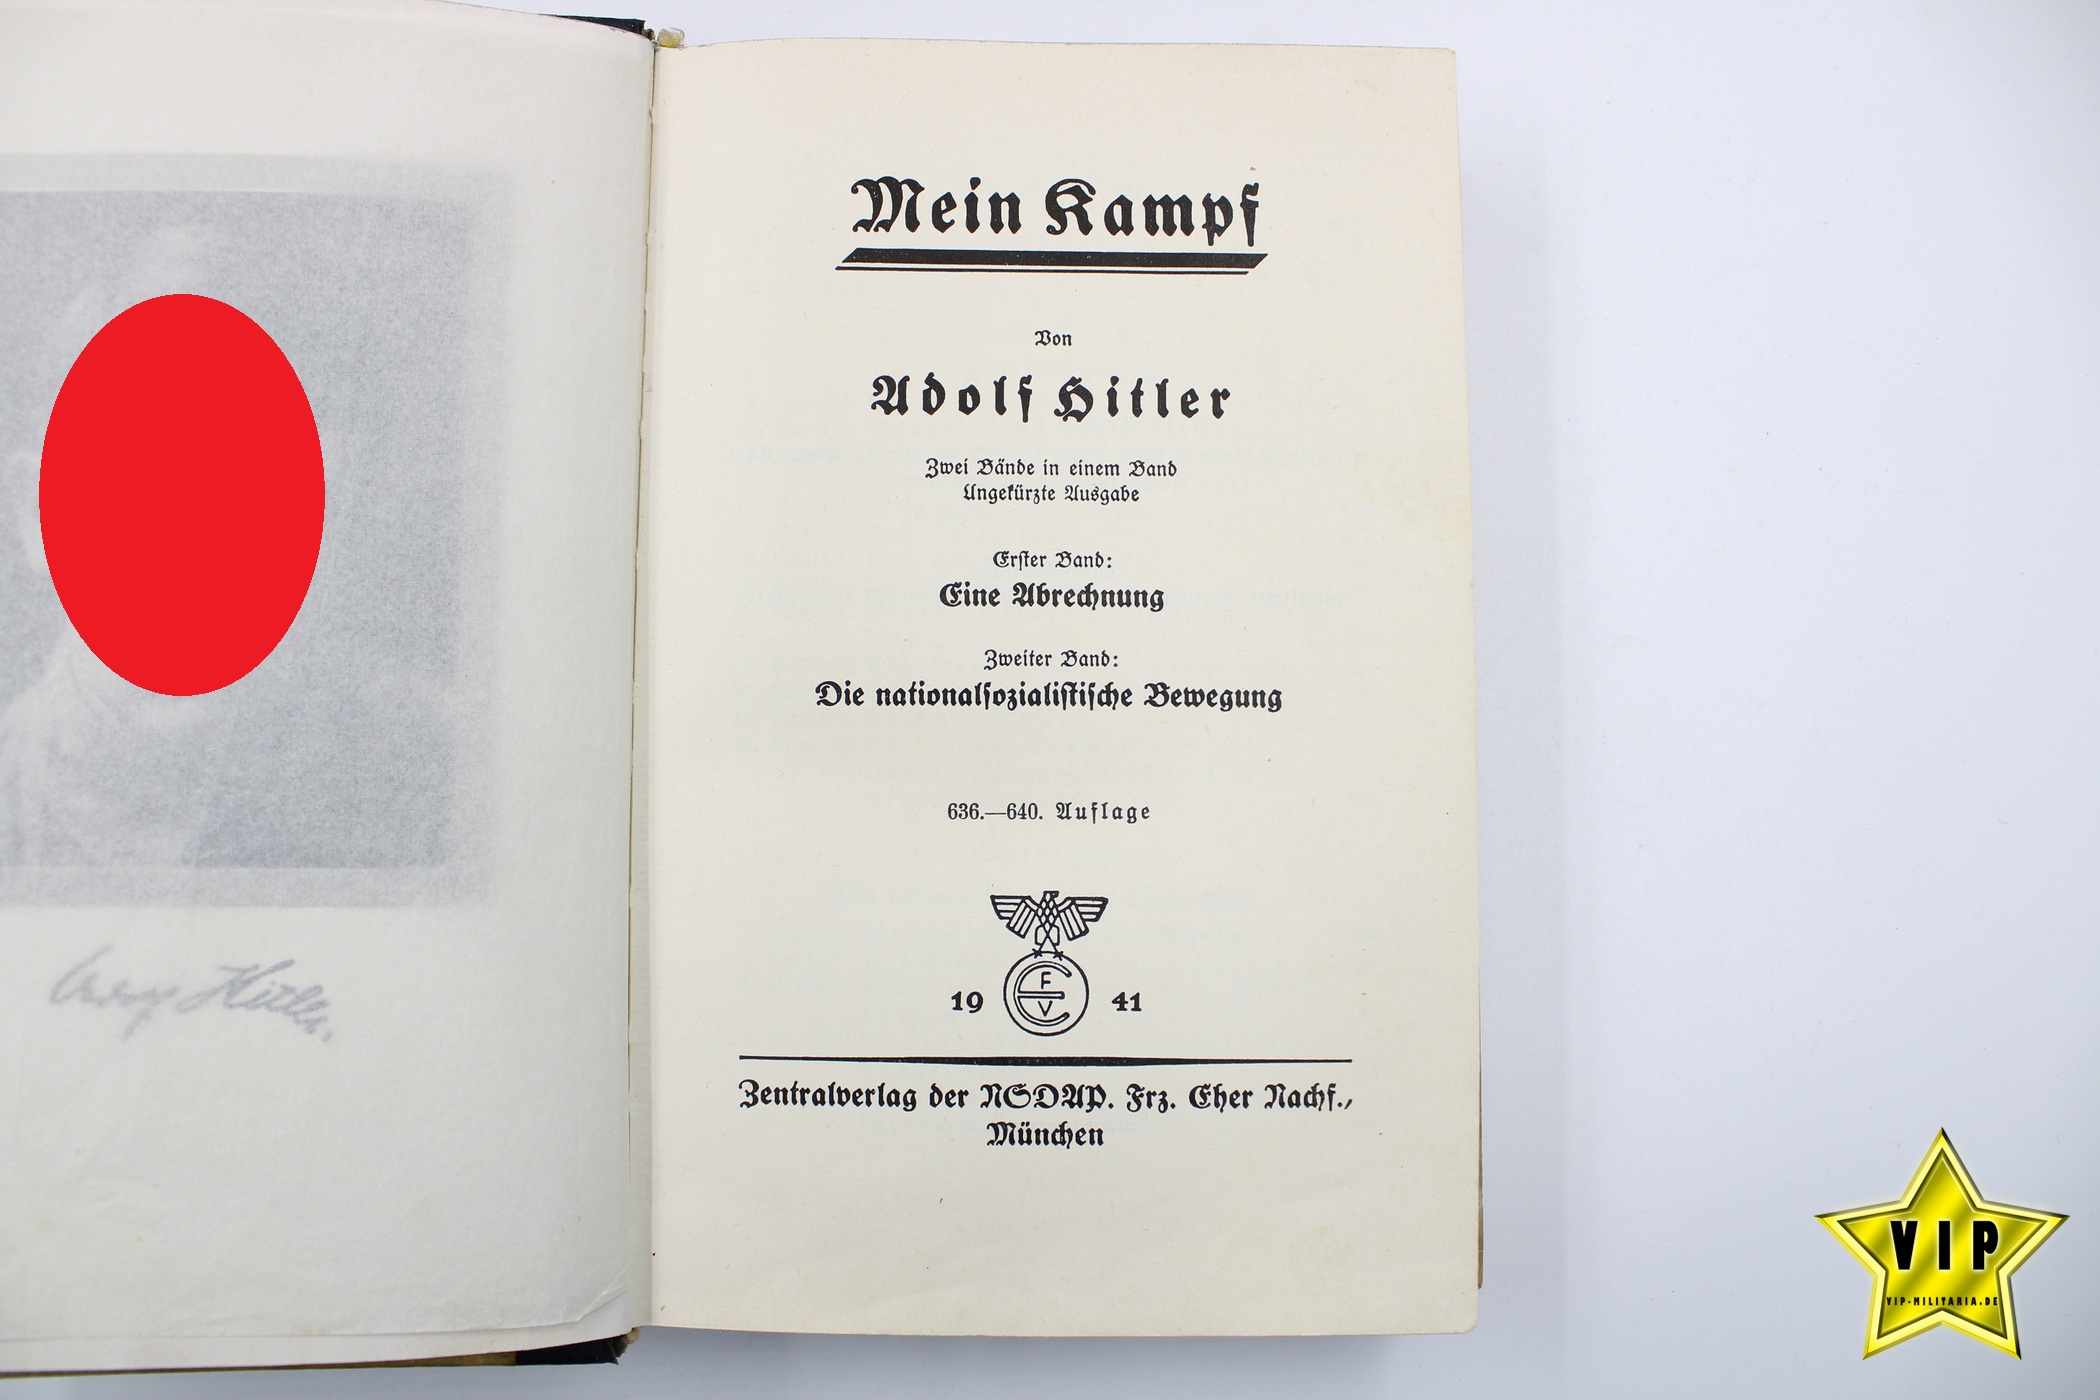 Mein Kampf
Von
Adolf Hitler
Zwei Bände in einem Band
Ungekürzte Ausgabe
Erster Band:
Eine Abrechnung
Zweiter Band:
Die nationalsozialistische Bewegung
636.—640. Auflage
F
E
V
19 41
Zentralverlag der NSDAP. Frz. Eher Nachf.,
München
Hitler.
VIP
VIP-MILITARIA.DE